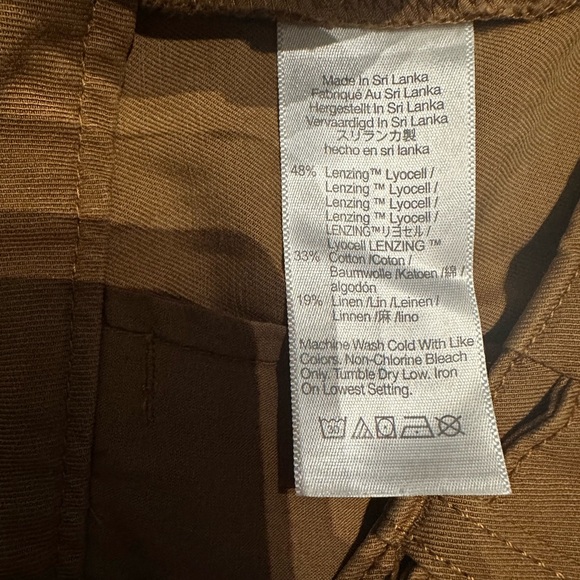 Made In Sri Lanka
Fabriqué Au Sri Lanka
Hergestellt In Sri Lanka
Vervaardigd In Sri Lanka
スリランカ製
hecho en sri lanka
48% Lenzing™ Lyocell /
Lenzing ™ Lyocell /
Lenzing ™ Lyocell /
Lenzing ™ Lyocell /
LENZING™リヨセル /
Lyocell LENZING ™
33% Cotton /Coton /
Baumwolle /Katoen /綿 /
algodón
19% Linen /Lin /Leinen /
Linnen /麻 /lino
Machine Wash Cold With Like
Colors. Non-Chlorine Bleach
Only. Tumble Dry Low. Iron
On Lowest Setting.
30